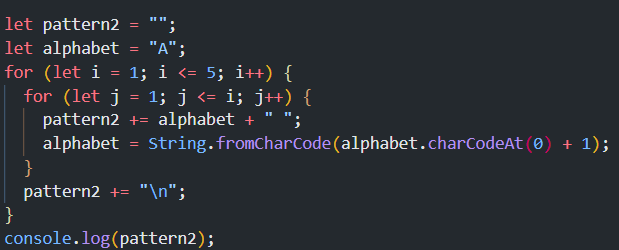 let pattern2 = "";
let alphabet = "A";
for (let i = 1; i <= 5; i++) {
  for (let j = 1; j <= i; j++) {
    pattern2 += alphabet + " ";
    alphabet = String.fromCharCode(alphabet.charCodeAt(0) + 1);
  }
  pattern2 += "\n";
}
console.log(pattern2);